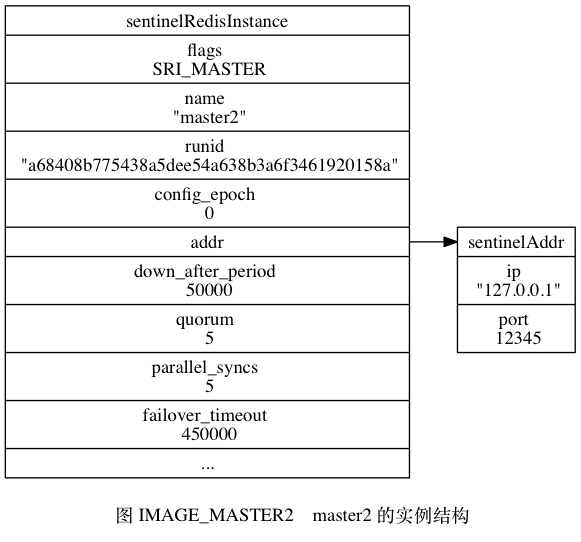 sentinelRedisInstance
flags
SRI_MASTER
name
"master2"
runid
"a68408b775438a5dee54a638b3a6f3461920158a"
config_epoch
0
addr
down_after_period
50000
quorum
5
parallel_syncs
5
failover_timeout
450000
...
sentinelAddr
ip
"127.0.0.1"
port
12345
图 IMAGE_MASTER2 master2 的实例结构